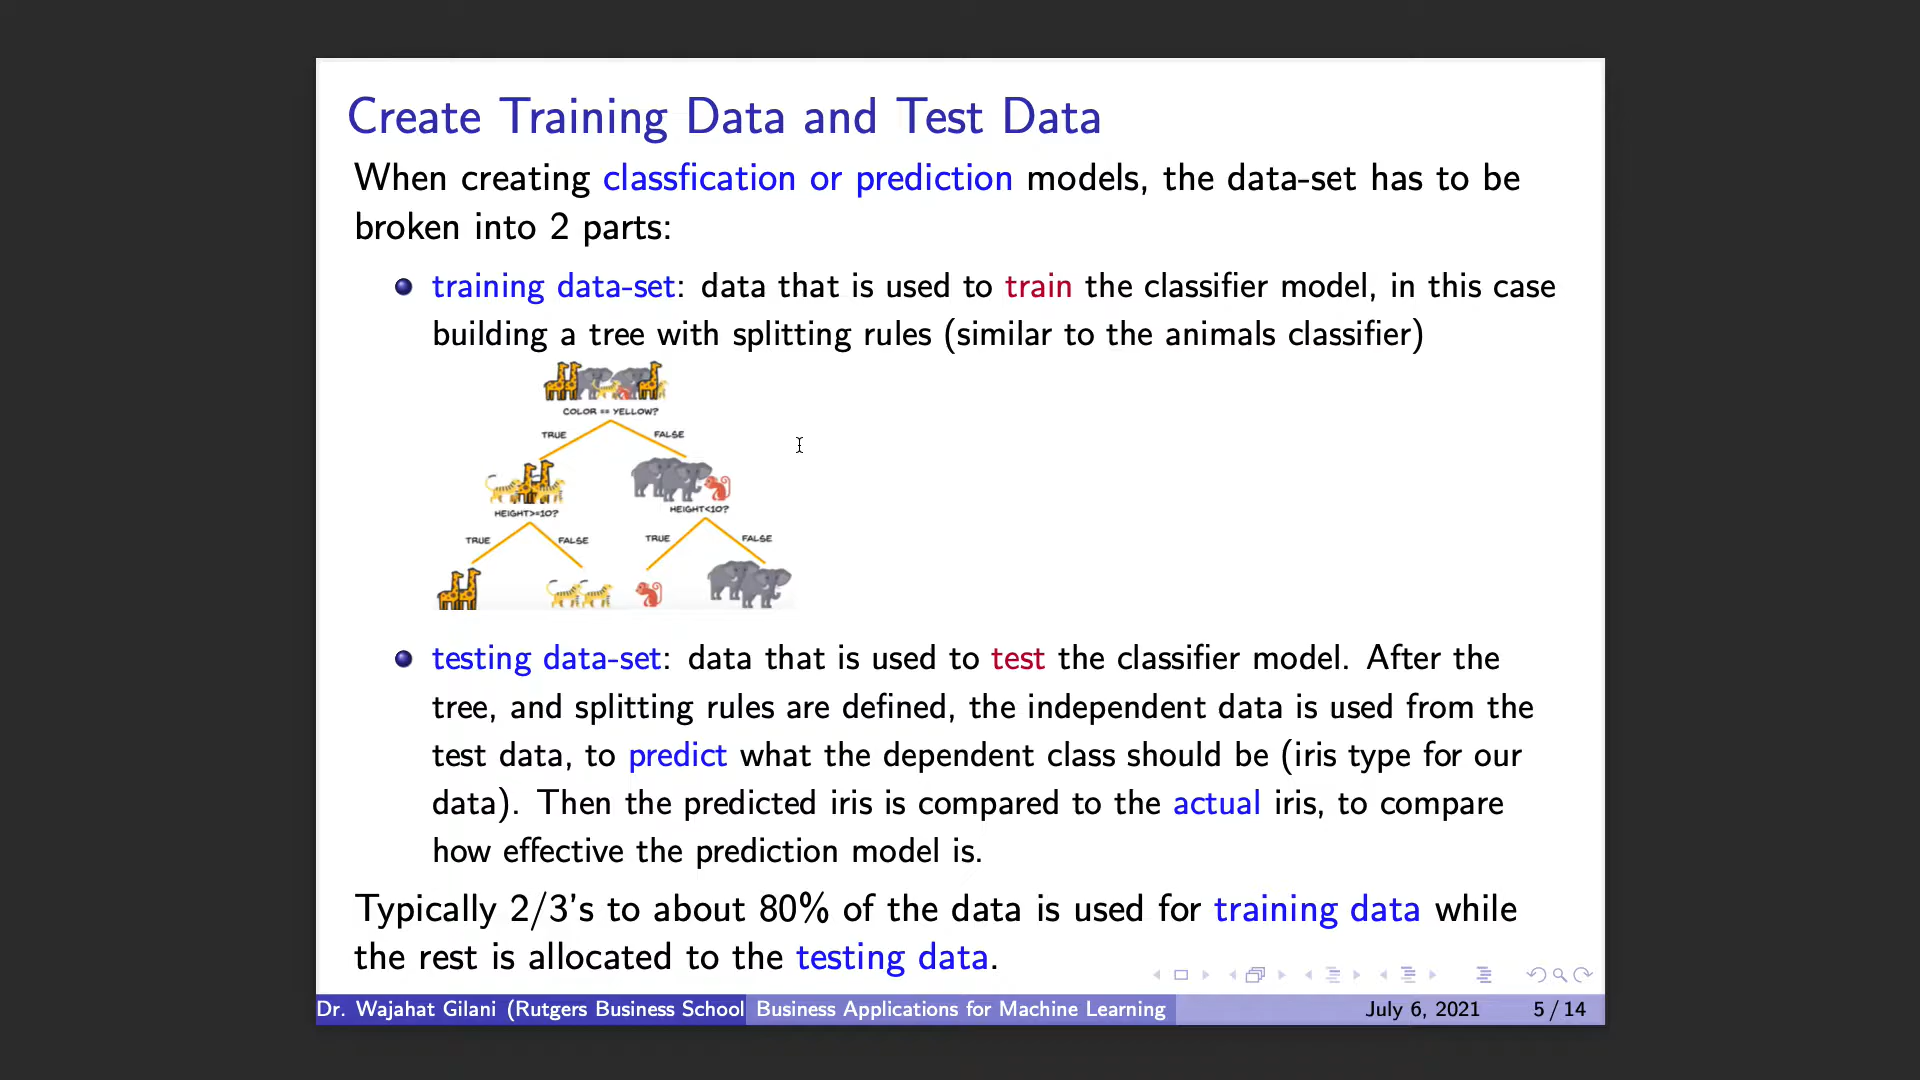 Create Training Data and Test Data
When creating classfication or prediction models, the data-set has to be
broken into 2 parts:
training data-set: data that is used to train the classifier model, in this case
building a tree with splitting rules (similar to the animals classifier)
COLOR == YELLOW?
TRUE FALSE
HEIGHT>=10? HEIGHT<10?
TRUE FALSE TRUE FALSE
testing data-set: data that is used to test the classifier model. After the
tree, and splitting rules are defined, the independent data is used from the
test data, to predict what the dependent class should be (iris type for our
data). Then the predicted iris is compared to the actual iris, to compare
how effective the prediction model is.
Typically 2/3's to about 80% of the data is used for training data while
the rest is allocated to the testing data.
Dr. Wajahat Gilani (Rutgers Business School Business Applications for Machine Learning July 6, 2021 5 / 14